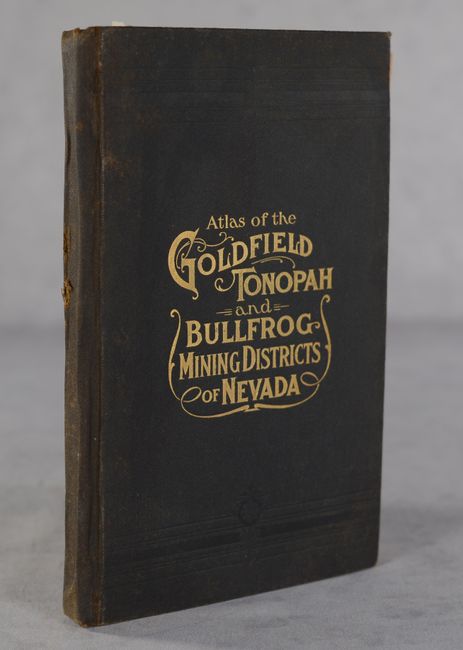 Atlas of the
GOLDFIELD
TONOPAH
and
BULLFROG
MINING DISTRICTS
OF NEVADA